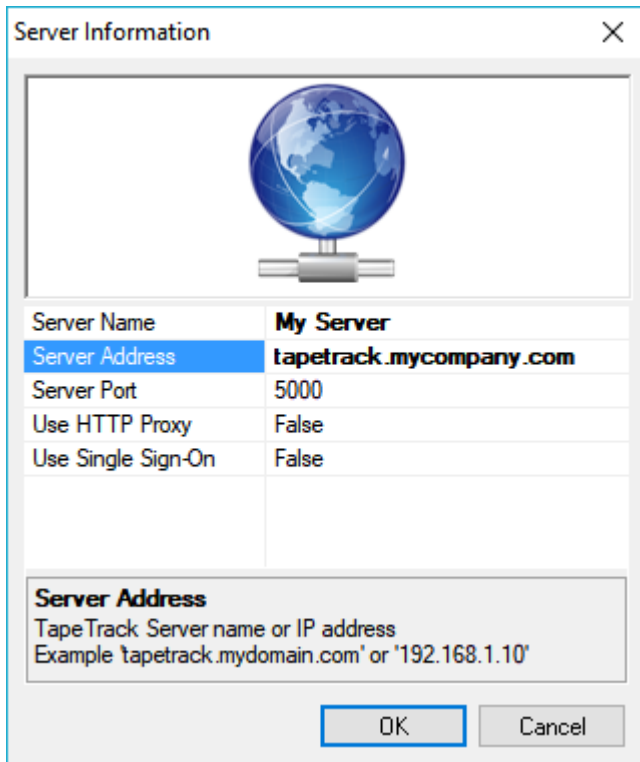 Server Information
Server Name My Server
Server Address tapetrack.mycompany.com
Server Port 5000
Use HTTP Proxy False
Use Single Sign-On False
Server Address
TapeTrack Server name or IP address
Example 'tapetrack.mydomain.com' or '192.168.1.10'
OK Cancel